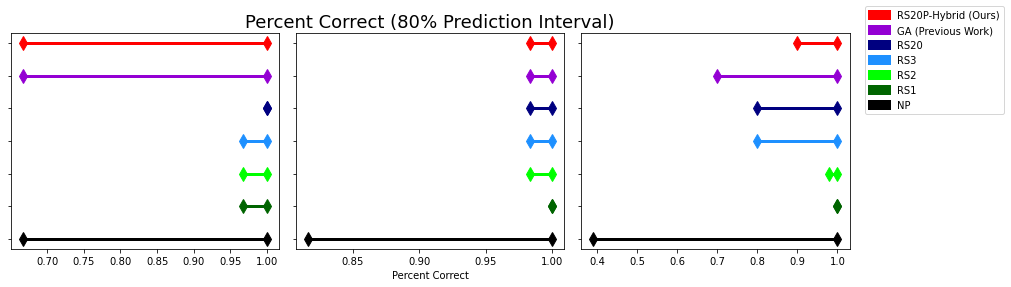 Percent Correct (80% Prediction Interval)
RS20P-Hybrid (Ours)
GA (Previous Work)
RS20
RS3
RS2
RS1
NP
0.70 0.75 0.80 0.85 0.90 0.95 1.00
0.85 0.90 0.95 1.00
0.4 0.5 0.6 0.7 0.8 0.9 1.0
Percent Correct